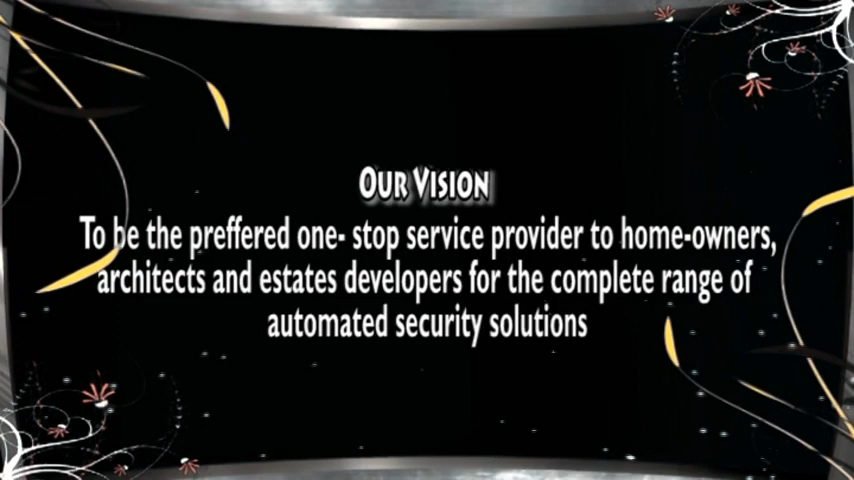 Our Vision
To be the preffered one- stop service provider to home-owners,
architects and estates developers for the complete range of
automated security solutions